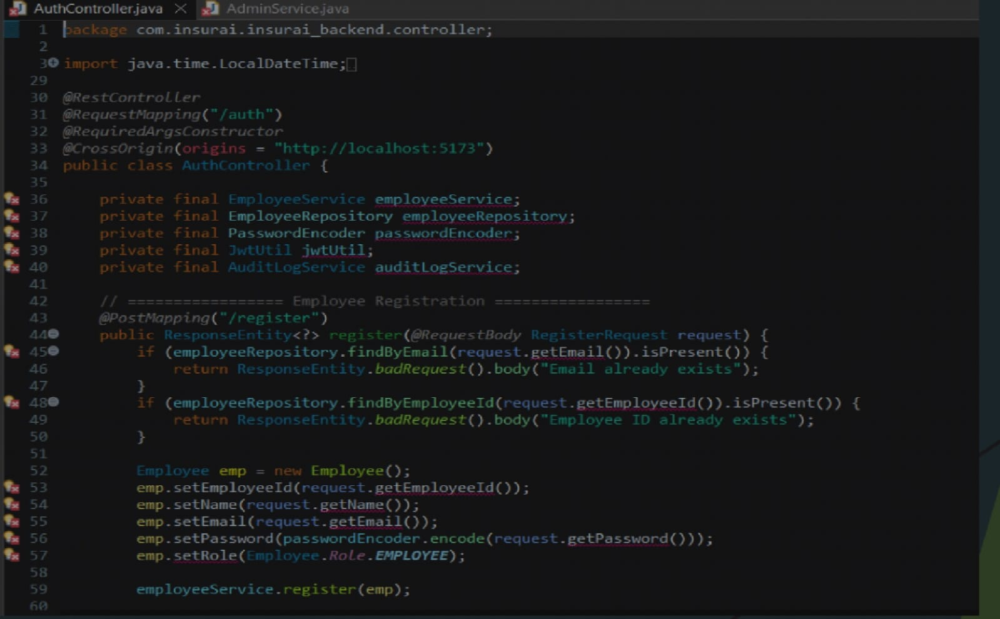 AuthController.java AdminService.java
1 package com.insurai.insurai_backend.controller;
2
3 import java.time.LocalDateTime;
29
30 @RestController
31 @RequestMapping("/auth")
32 @RequiredArgsConstructor
33 @CrossOrigin(origins = "http://localhost:5173")
34 public class AuthController {
35
36 private final EmployeeService employeeService;
37 private final EmployeeRepository employeeRepository;
38 private final PasswordEncoder passwordEncoder;
39 private final JwtUtil jwtUtil;
40 private final AuditLogService auditLogService;
41
42 // ================= Employee Registration =================
43 @PostMapping("/register")
44 public ResponseEntity<?> register(@RequestBody RegisterRequest request) {
45 if (employeeRepository.findByEmail(request.getEmail()).isPresent()) {
46 return ResponseEntity.badRequest().body("Email already exists");
47 }
48 if (employeeRepository.findByEmployeeId(request.getEmployeeId()).isPresent()) {
49 return ResponseEntity.badRequest().body("Employee ID already exists");
50 }
51
52 Employee emp = new Employee();
53 emp.setEmployeeId(request.getEmployeeId());
54 emp.setName(request.getName());
55 emp.setEmail(request.getEmail());
56 emp.setPassword(passwordEncoder.encode(request.getPassword()));
57 emp.setRole(Employee.Role.EMPLOYEE);
58
59 employeeService.register(emp);
60